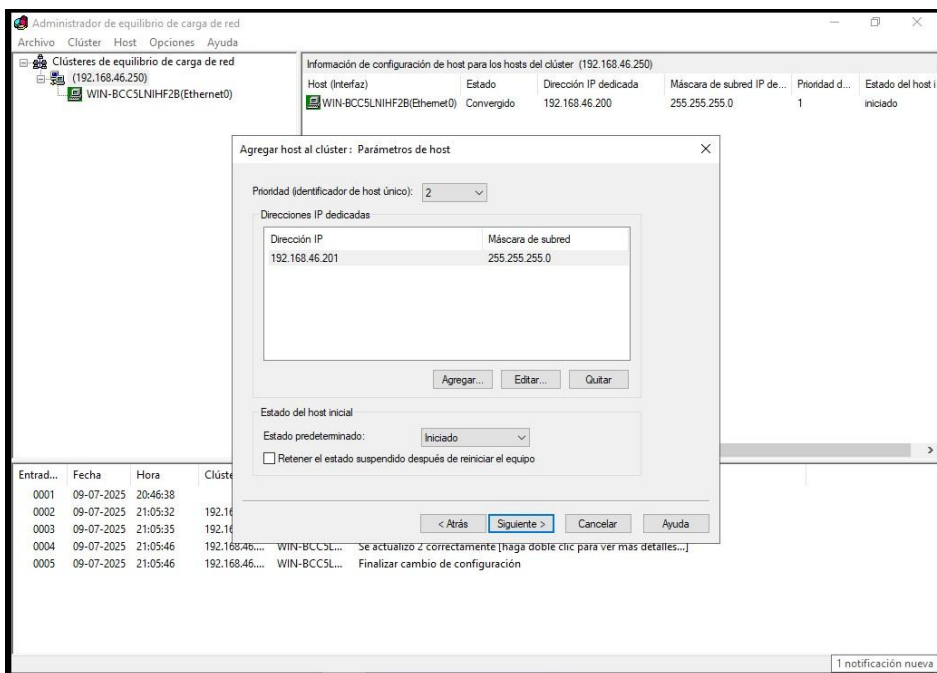 Administrador de equilibrio de carga de red
Archivo Clúster Host Opciones Ayuda
Clústeres de equilibrio de carga de red
(192.168.46.250)
WIN-BCC5LNIHF2B(Ethernet0)
Información de configuración de host para los hosts del clúster (192.168.46.250)
Host (Interfaz) Estado Dirección IP dedicada Máscara de subred IP de... Prioridad d... Estado del host i
WIN-BCC5LNIHF2B(Ethernet0) Convergido 192.168.46.200 255.255.255.0 1 iniciado
Agregar host al clúster : Parámetros de host
Prioridad (identificador de host único): 2
Direcciones IP dedicadas
Dirección IP Máscara de subred
192.168.46.201 255.255.255.0
Agregar... Editar... Quitar
Estado del host inicial
Estado predeterminado: Iniciado
Retener el estado suspendido después de reiniciar el equipo
< Atrás Siguiente > Cancelar Ayuda
Entrad... Fecha Hora Clúste
0001 09-07-2025 20:46:38
0002 09-07-2025 21:05:32 192.16
0003 09-07-2025 21:05:35 192.16
0004 09-07-2025 21:05:46 192.168.46.... WIN-BCC5L... Se actualizó 2 correctamente [haga doble clic para ver más detalles...]
0005 09-07-2025 21:05:46 192.168.46.... WIN-BCC5L... Finalizar cambio de configuración
1 notificación nueva